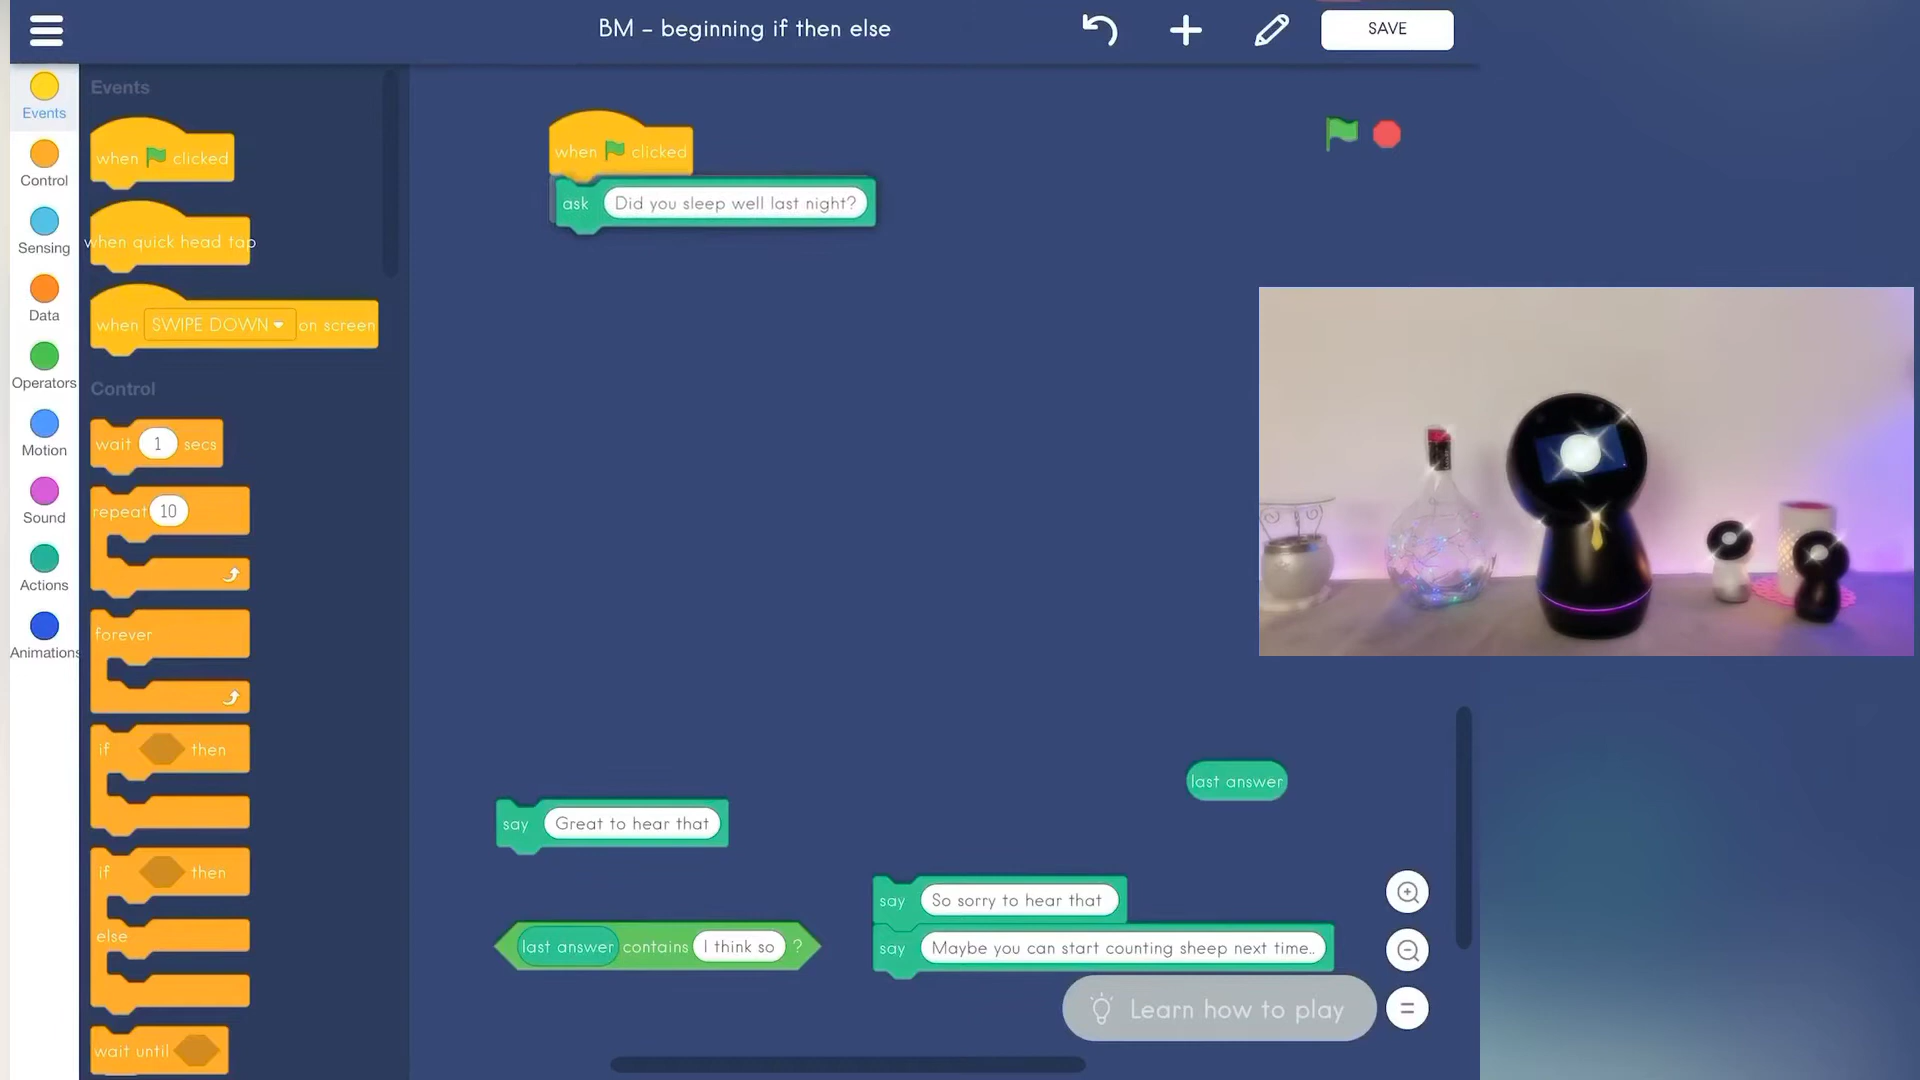 BM - beginning if then else
SAVE
Events
Control
Sensing
Data
Operators
Motion
Sound
Actions
Animations
Events
when clicked
when quick head tap
when SWIPE DOWN on screen
Control
wait 1 secs
repeat 10
forever
if then
if then
else
wait until
when clicked
ask Did you sleep well last night?
last answer
say Great to hear that
say So sorry to hear that
last answer contains I think so ?
say Maybe you can start counting sheep next time..
Learn how to play